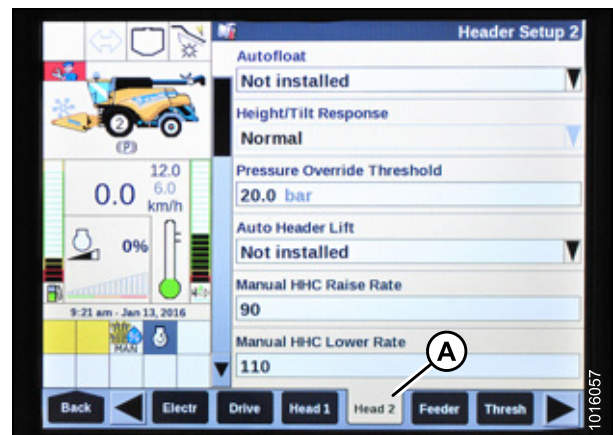 Header Setup 2
Autofloat
Not installed
Height/Tilt Response
Normal
Pressure Override Threshold
20.0 bar
Auto Header Lift
Not installed
Manual HHC Raise Rate
90
Manual HHC Lower Rate
110
2
(P)
12.0
6.0
0.0 km/h
0%
9:21 am - Jan 13, 2016
MAN
A
Back
Electr
Drive
Head 1
Head 2
Feeder
Thresh
1016057